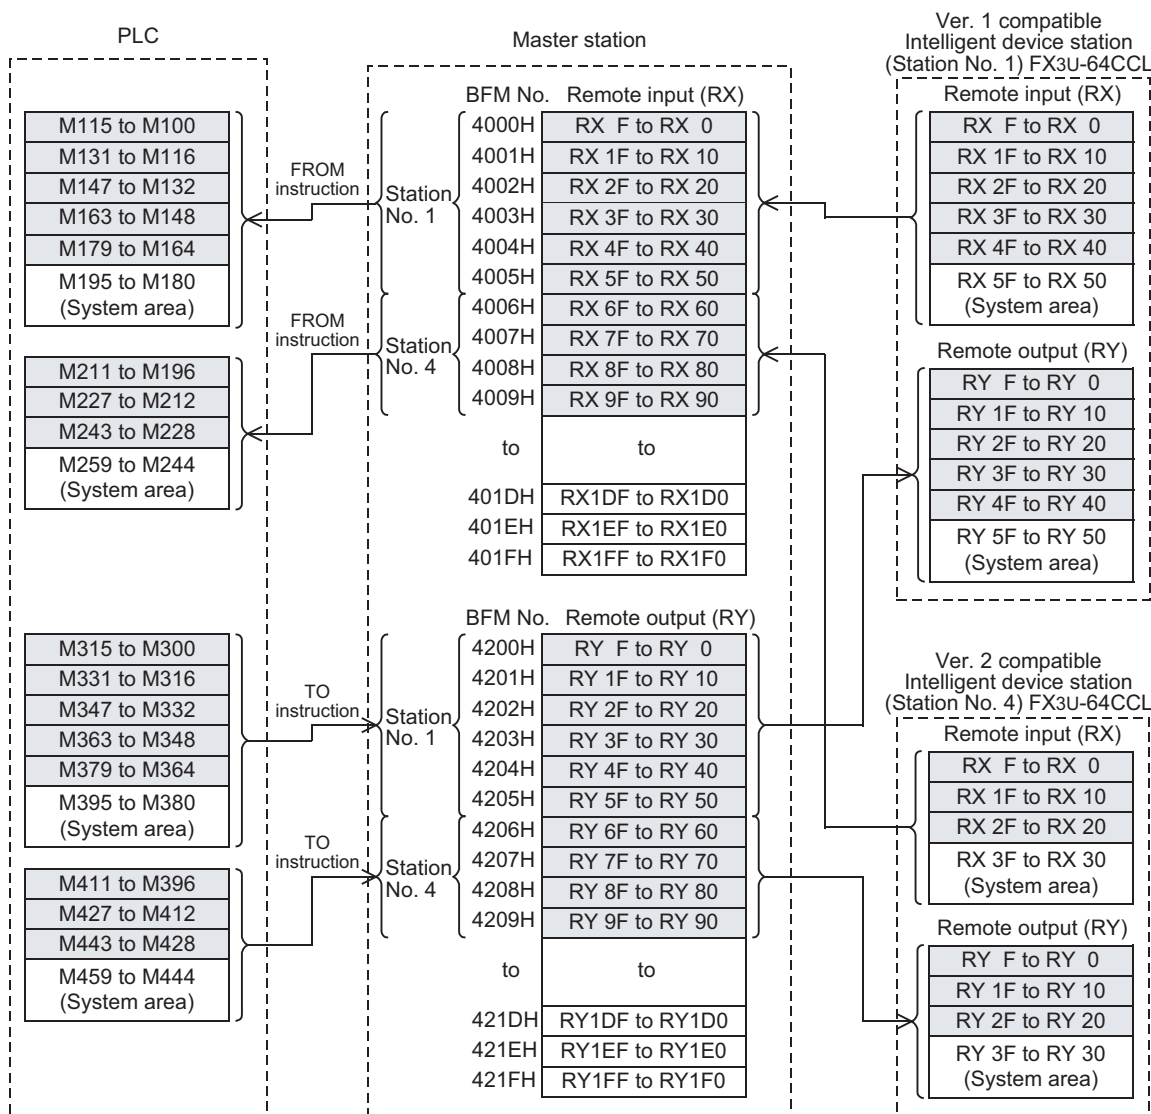 PLC
M115 to M100
M131 to M116
M147 to M132
M163 to M148
M179 to M164
M195 to M180
(System area)
M211 to M196
M227 to M212
M243 to M228
M259 to M244
(System area)
M315 to M300
M331 to M316
M347 to M332
M363 to M348
M379 to M364
M395 to M380
(System area)
M411 to M396
M427 to M412
M443 to M428
M459 to M444
(System area)
FROM
instruction
FROM
instruction
TO
instruction
TO
instruction
Master station
BFM No. Remote input (RX)
Station
No. 1
Station
No. 4
4000H RX F to RX 0
4001H RX 1F to RX 10
4002H RX 2F to RX 20
4003H RX 3F to RX 30
4004H RX 4F to RX 40
4005H RX 5F to RX 50
4006H RX 6F to RX 60
4007H RX 7F to RX 70
4008H RX 8F to RX 80
4009H RX 9F to RX 90
to to
401DH RX1DF to RX1D0
401EH RX1EF to RX1E0
401FH RX1FF to RX1F0
BFM No. Remote output (RY)
Station
No. 1
Station
No. 4
4200H RY F to RY 0
4201H RY 1F to RY 10
4202H RY 2F to RY 20
4203H RY 3F to RY 30
4204H RY 4F to RY 40
4205H RY 5F to RY 50
4206H RY 6F to RY 60
4207H RY 7F to RY 70
4208H RY 8F to RY 80
4209H RY 9F to RY 90
to to
421DH RY1DF to RY1D0
421EH RY1EF to RY1E0
421FH RY1FF to RY1F0
Ver. 1 compatible
Intelligent device station
(Station No. 1) FX3U-64CCL
Remote input (RX)
RX F to RX 0
RX 1F to RX 10
RX 2F to RX 20
RX 3F to RX 30
RX 4F to RX 40
RX 5F to RX 50
(System area)
Remote output (RY)
RY F to RY 0
RY 1F to RY 10
RY 2F to RY 20
RY 3F to RY 30
RY 4F to RY 40
RY 5F to RY 50
(System area)
Ver. 2 compatible
Intelligent device station
(Station No. 4) FX3U-64CCL
Remote input (RX)
RX F to RX 0
RX 1F to RX 10
RX 2F to RX 20
RX 3F to RX 30
(System area)
Remote output (RY)
RY F to RY 0
RY 1F to RY 10
RY 2F to RY 20
RY 3F to RY 30
(System area)